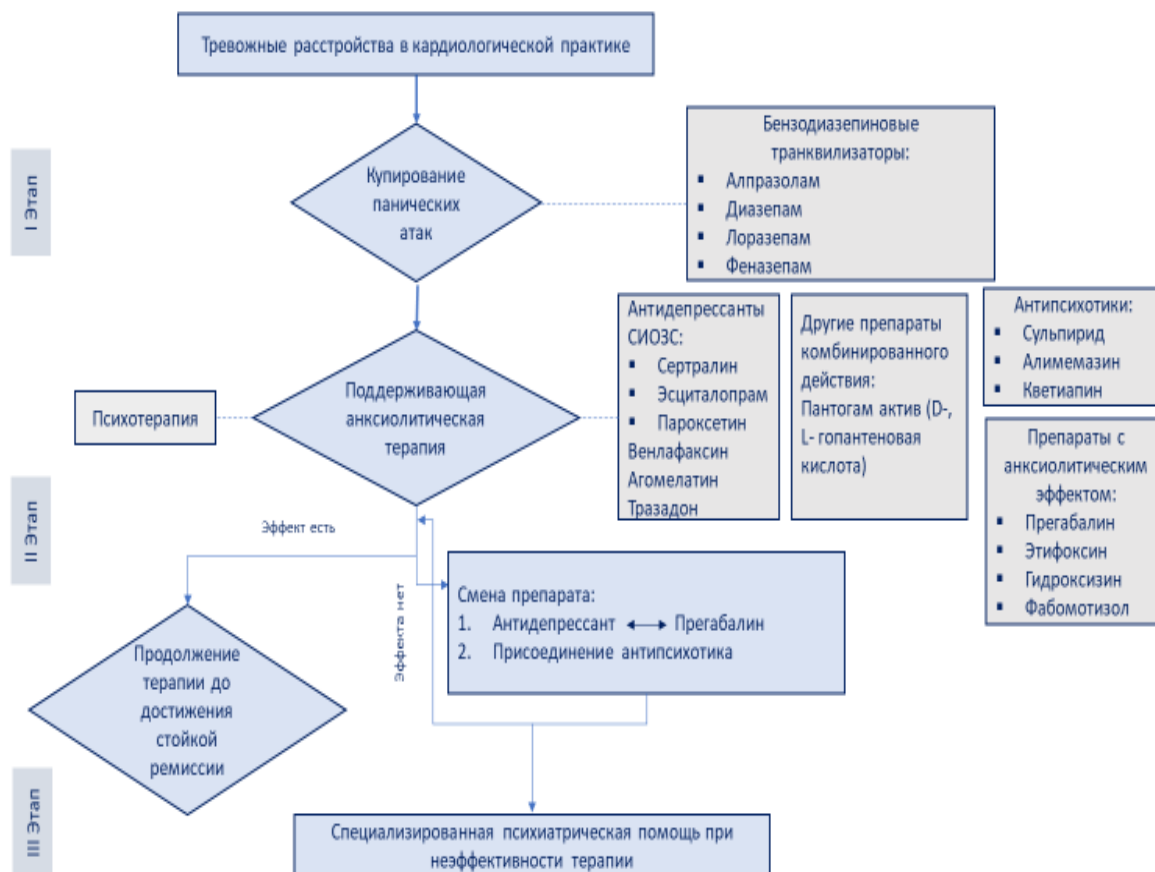 Тревожные расстройства в кардиологической практике
I Этап
Купирование
панических
атак
Бензодиазепиновые
транквилизаторы:
▪ Алпразолам
▪ Диазепам
▪ Лоразепам
▪ Феназепам
Психотерапия
Поддерживающая
анксиолитическая
терапия
Антидепрессанты
СИОЗС:
▪ Сертралин
▪ Эсциталопрам
▪ Пароксетин
Венлафаксин
Агомелатин
Тразадон
Другие препараты
комбинированного
действия:
Пантогам актив (D-,
L- гопантеновая
кислота)
Антипсихотики:
▪ Сульпирид
▪ Алимемазин
▪ Кветиапин
Препараты с
анксиолитическим
эффектом:
▪ Прегабалин
▪ Этифоксин
▪ Гидроксизин
▪ Фабомотизол
II Этап
Эффект есть
Эффекта нет
Смена препарата:
1. Антидепрессант ⟷ Прегабалин
2. Присоединение антипсихотика
Продолжение
терапии до
достижения
стойкой
ремиссии
III Этап
Специализированная психиатрическая помощь при
неэффективности терапии